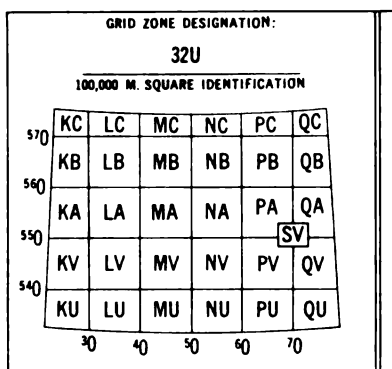 GRID ZONE DESIGNATION:
32U
100,000 M. SQUARE IDENTIFICATION
KC LC MC NC PC QC
570
KB LB MB NB PB QB
560
KA LA MA NA PA QA
550
SV
KV LV MV NV PV QV
540
KU LU MU NU PU QU
30 40 50 60 70